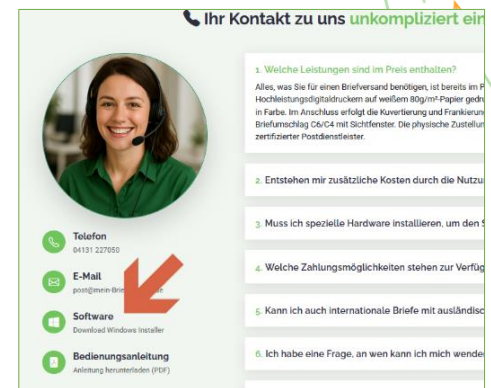 Ihr Kontakt zu uns unkompliziert ein
1. Welche Leistungen sind im Preis enthalten?
Alles, was Sie für einen Briefversand benötigen, ist bereits im P
Hochleistungsdigitaldruckern auf weißem 80g/m²-Papier gedr
in Farbe. Im Anschluss erfolgt die Kuvertierung und Frankierun
Briefumschlag C6/C4 mit Sichtfenster. Die physische Zustellun
zertifizierter Postdienstleister.
2. Entstehen mir zusätzliche Kosten durch die Nutzu
3. Muss ich spezielle Hardware installieren, um den S
4. Welche Zahlungsmöglichkeiten stehen zur Verfüg
5. Kann ich auch internationale Briefe mit ausländisc
6. Ich habe eine Frage, an wen kann ich mich wende
Telefon
04131 227050
E-Mail
post@mein-Brie
Software
Download Windows Installer
Bedienungsanleitung
Anleitung herunterladen (PDF)